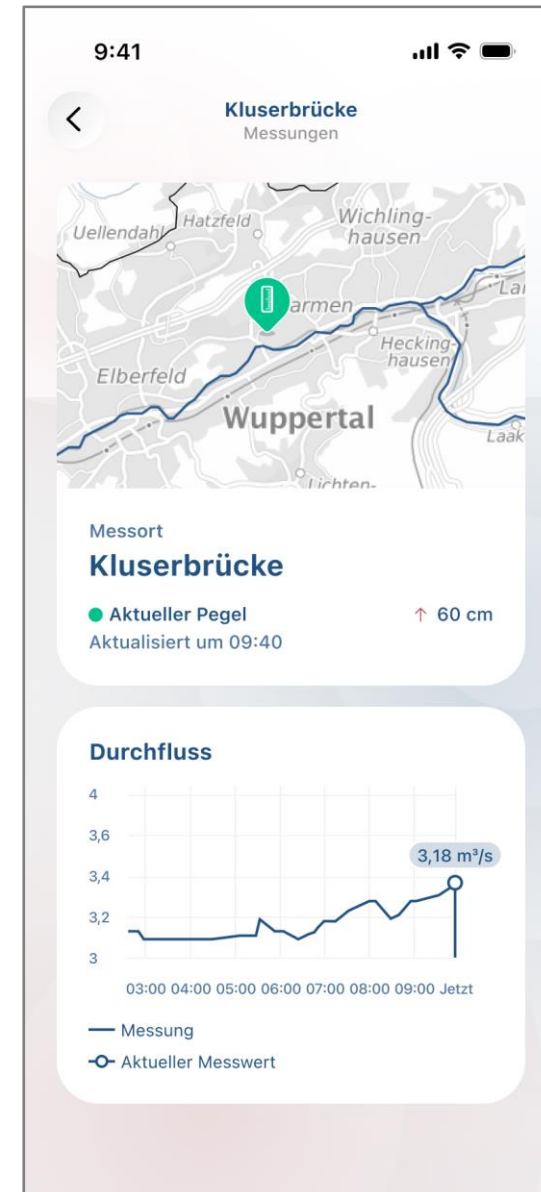 9:41
Kluserbrücke
Messungen
Uellendahl
Hatzfeld
Wichling-
hausen
armen
Hecking-
hausen
Elberfeld
Wuppertal
Laak
Lichten-
Messort
Kluserbrücke
Aktueller Pegel
↑ 60 cm
Aktualisiert um 09:40
Durchfluss
4
3,6
3,18 m³/s
3,4
3,2
3
03:00 04:00 05:00 06:00 07:00 08:00 09:00 Jetzt
Messung
Aktueller Messwert